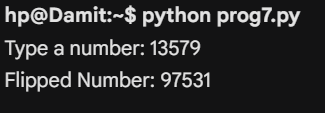 hp@Damit:~$ python prog7.py
Type a number: 13579
Flipped Number: 97531